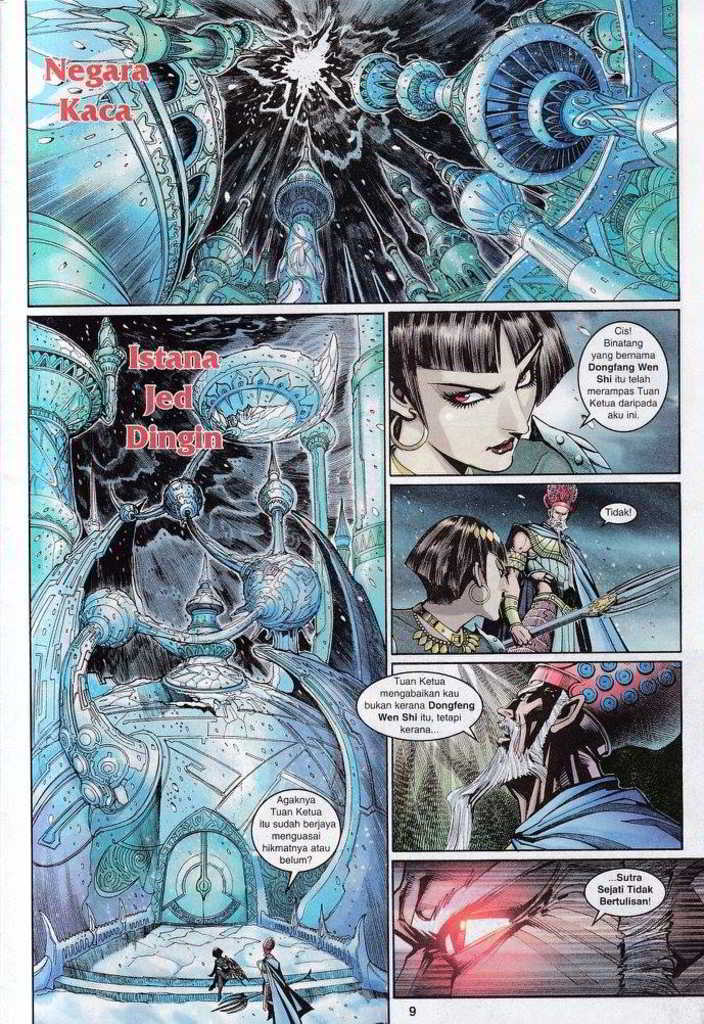 Negara
Kaca
Istana
Jed
Dingin
Agaknya
Tuan Ketua
itu sudah berjaya
menguasai
hikmatnya atau
belum?
Cis!
Binatang
yang bernama
Dongfang Wen
Shi itu telah
merampas Tuan
Ketua daripada
aku ini.
Tidak!
Tuan Ketua
mengabaikan kau
bukan kerana Dongfeng
Wen Shi itu, tetapi
kerana...
...Sutra
Sejati Tidak
Bertulisan!
9